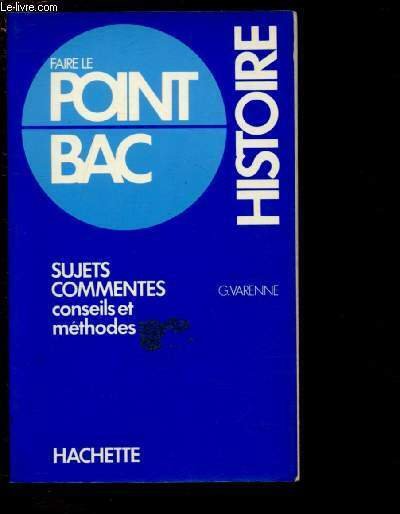 Le-Livre.com
FAIRE LE
POINT
BAC
HISTOIRE
SUJETS
COMMENTES
conseils et
méthodes
G.VARENNE
HACHETTE